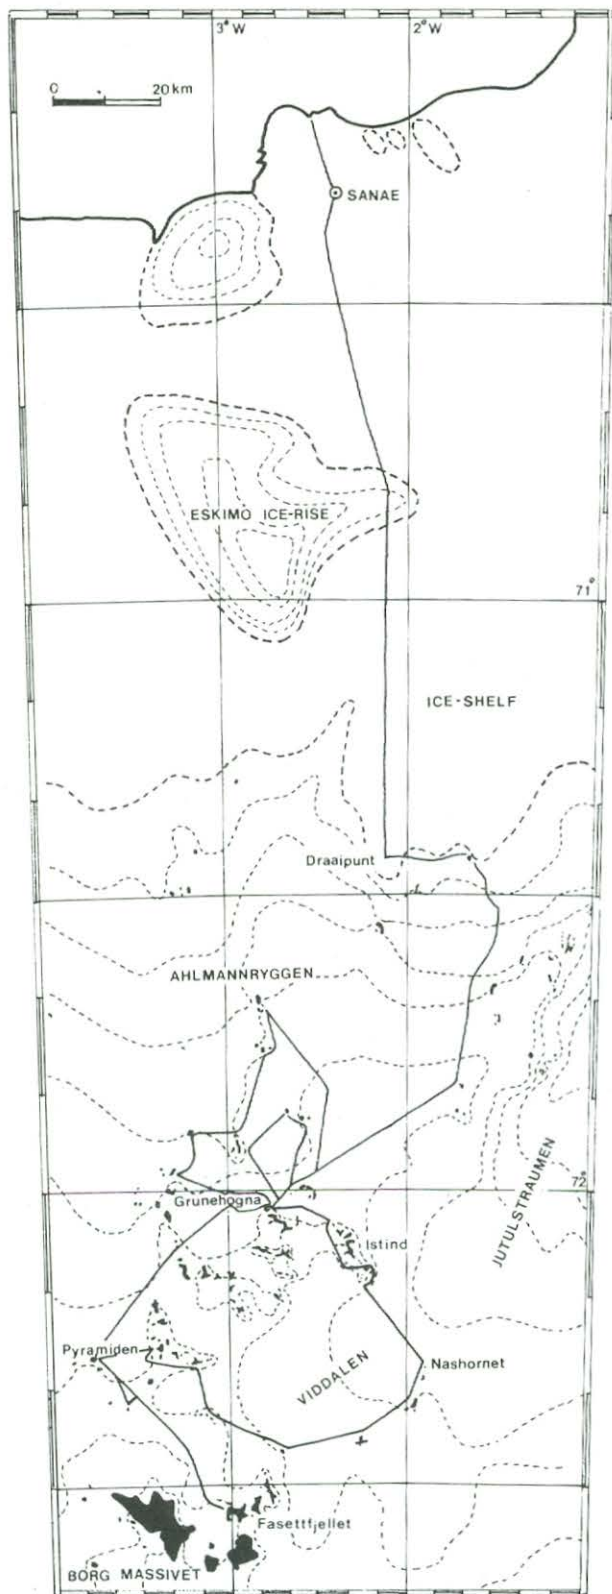 3° W
2° W
0 20 km
SANAE
ESKIMO ICE-RISE
71°
ICE-SHELF
Draaipunt
AHLMANNRYGGEN
72°
Grunehogna
JUTULSTRAUMEN
Istind
Pyramiden
Nashornet
VIDDALEN
Fasettfjellet
BORG MASSIVET